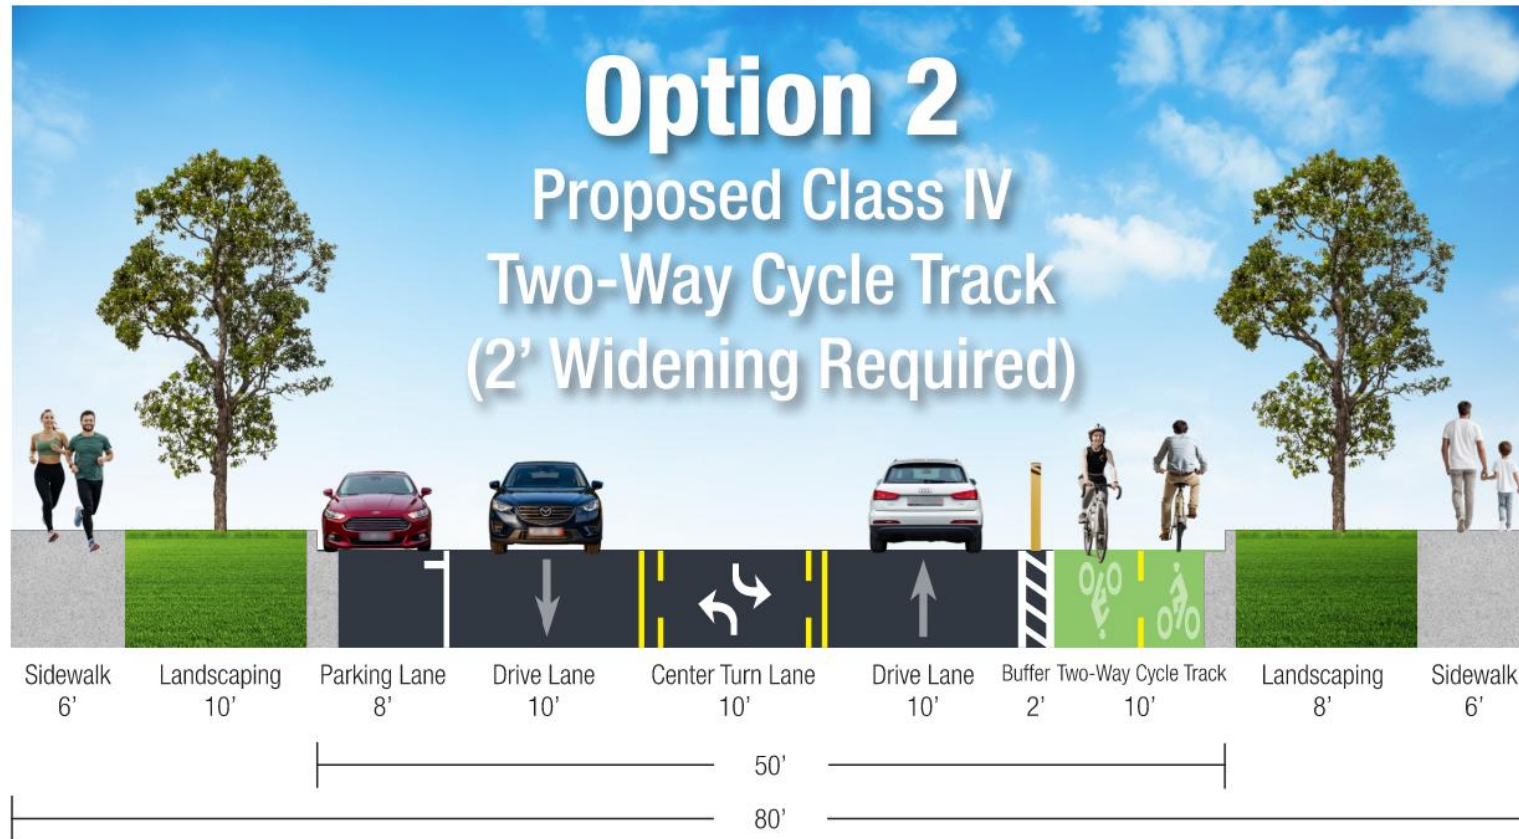 Option 2
Proposed Class IV
Two-Way Cycle Track
(2’ Widening Required)
Sidewalk
6’
Landscaping
10’
Parking Lane
8’
Drive Lane
10’
Center Turn Lane
10’
Drive Lane
10’
Buffer
2’
Two-Way Cycle Track
10’
Landscaping
8’
Sidewalk
6’
50’
80’